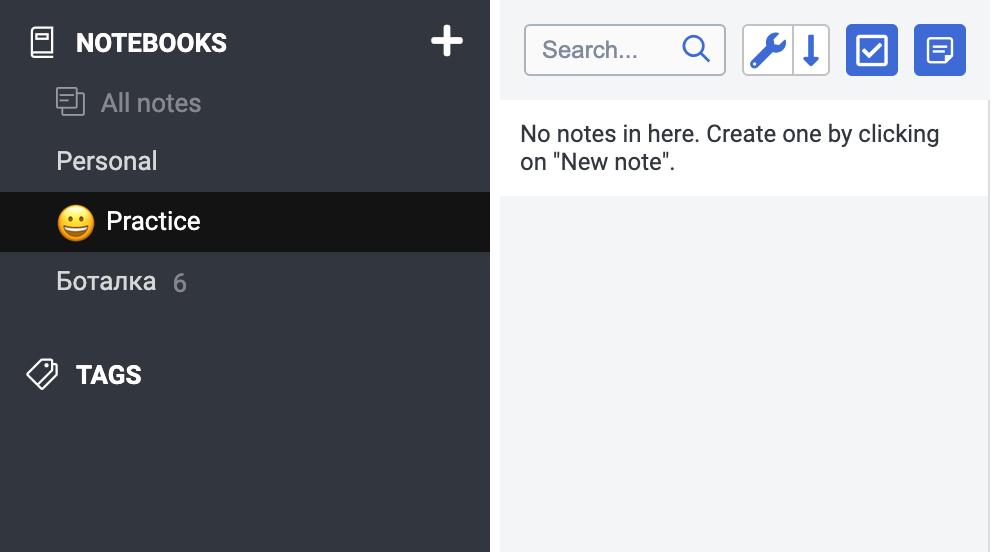 NOTEBOOKS
All notes
Personal
😀 Practice
Боталка 6
TAGS
Search...
No notes in here. Create one by clicking
on "New note".